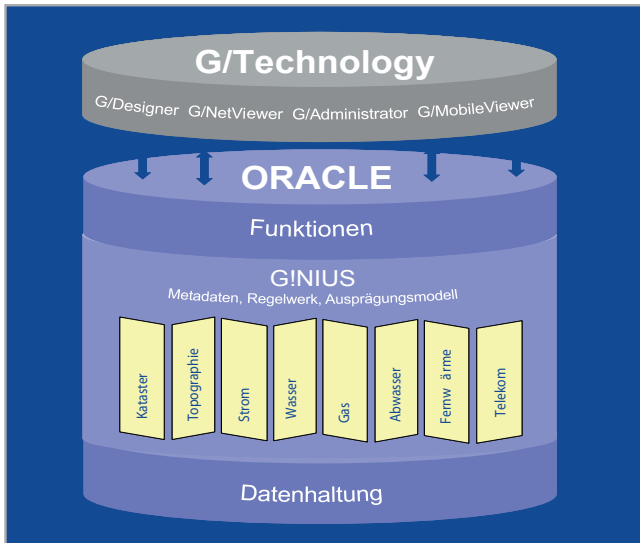 G/Technology
G/Designer G/NetViewer G/Administrator G/MobileViewer
ORACLE
Funktionen
G!NIUS
Metadaten, Regelwerk, Ausprägungsmodell
Kataster
Topographie
Strom
Wasser
Gas
Abwasser
Fernw ärme
Telekom
Datenhaltung